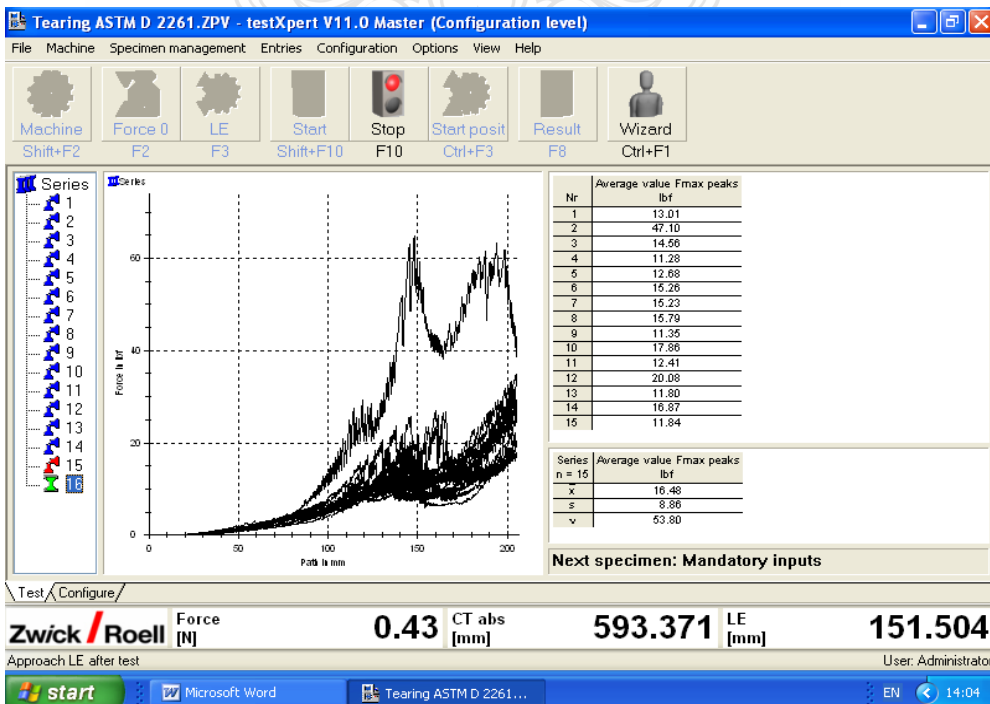 Tearing ASTM D 2261.ZPV - testXpert V11.0 Master (Configuration level)
File Machine Specimen management Entries Configuration Options View Help
Machine Force 0 LE Start Stop Start posit Result Wizard
Shift+F2 F2 F3 Shift+F10 F10 Ctrl+F3 F8 Ctrl+F1
Series
1
2
3
4
5
6
7
8
9
10
11
12
13
14
15
16
Series
Force in lbf
60
40
20
0
0 50 100 150 200
Path in mm
Nr Average value Fmax peaks lbf
1 13.01
2 47.10
3 14.56
4 11.28
5 12.68
6 15.26
7 15.23
8 15.79
9 11.35
10 17.86
11 12.41
12 20.08
13 11.80
14 16.87
15 11.84
Series Average value Fmax peaks
n = 15 lbf
x̅ 16.48
s 8.86
v 53.80
Next specimen: Mandatory inputs
Test Configure
Zwick / Roell Force [N] 0.43 CT abs [mm] 593.371 LE [mm] 151.504
Approach LE after test User: Administrato
start Microsoft Word Tearing ASTM D 2261... EN 14:04